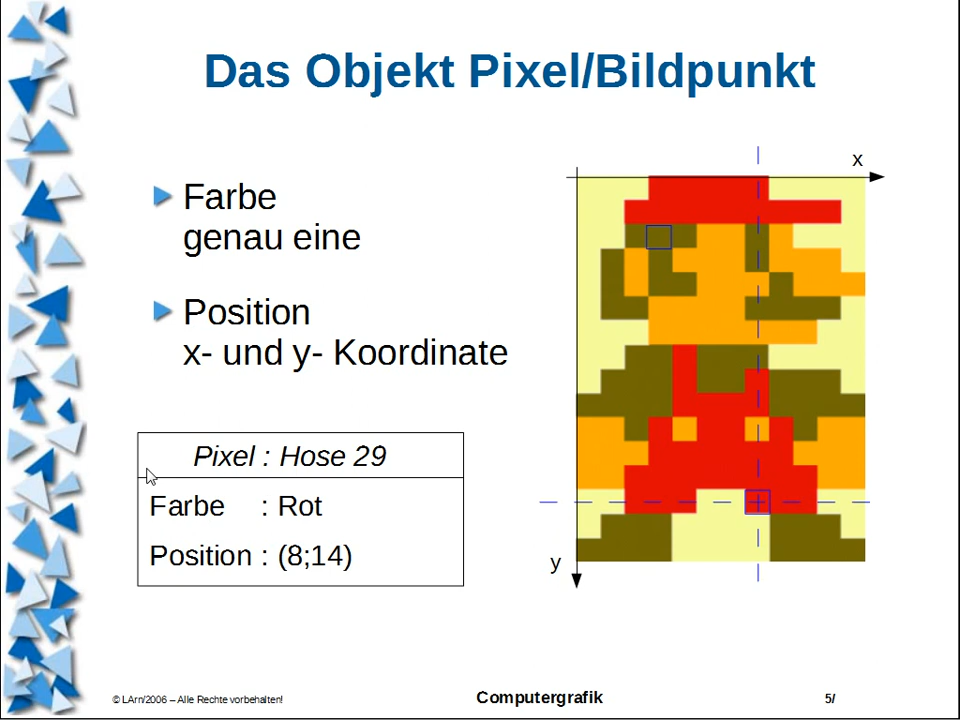 Das Objekt Pixel/Bildpunkt
Farbe
genau eine
Position
x- und y- Koordinate
Pixel : Hose 29
Farbe : Rot
Position : (8;14)
x
y
© LArn/2006 – Alle Rechte vorbehalten!
Computergrafik
5/